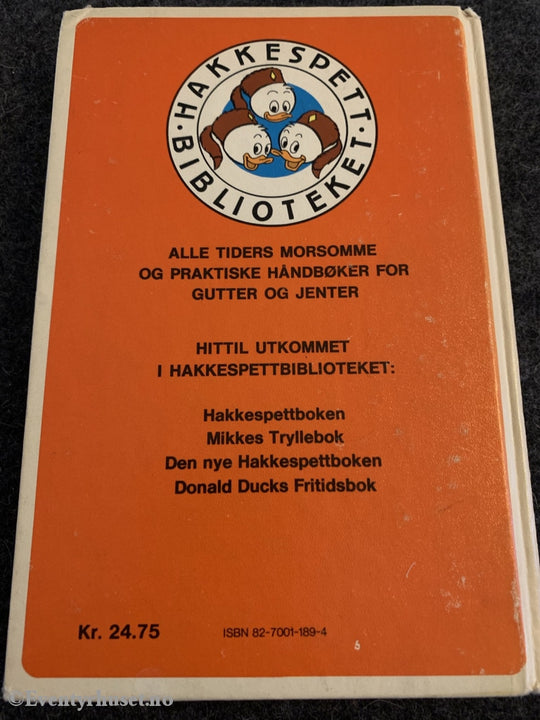 · HAKKESPETT ·
BIBLIOTEKET
ALLE TIDERS MORSOMME
OG PRAKTISKE HÅNDBØKER FOR
GUTTER OG JENTER
HITTIL UTKOMMET
I HAKKESPETTBIBLIOTEKET:
Hakkespettboken
Mikkes Tryllebok
Den nye Hakkespettboken
Donald Ducks Fritidsbok
Kr. 24.75
ISBN 82-7001-189-4
© Eventyrhuset.no